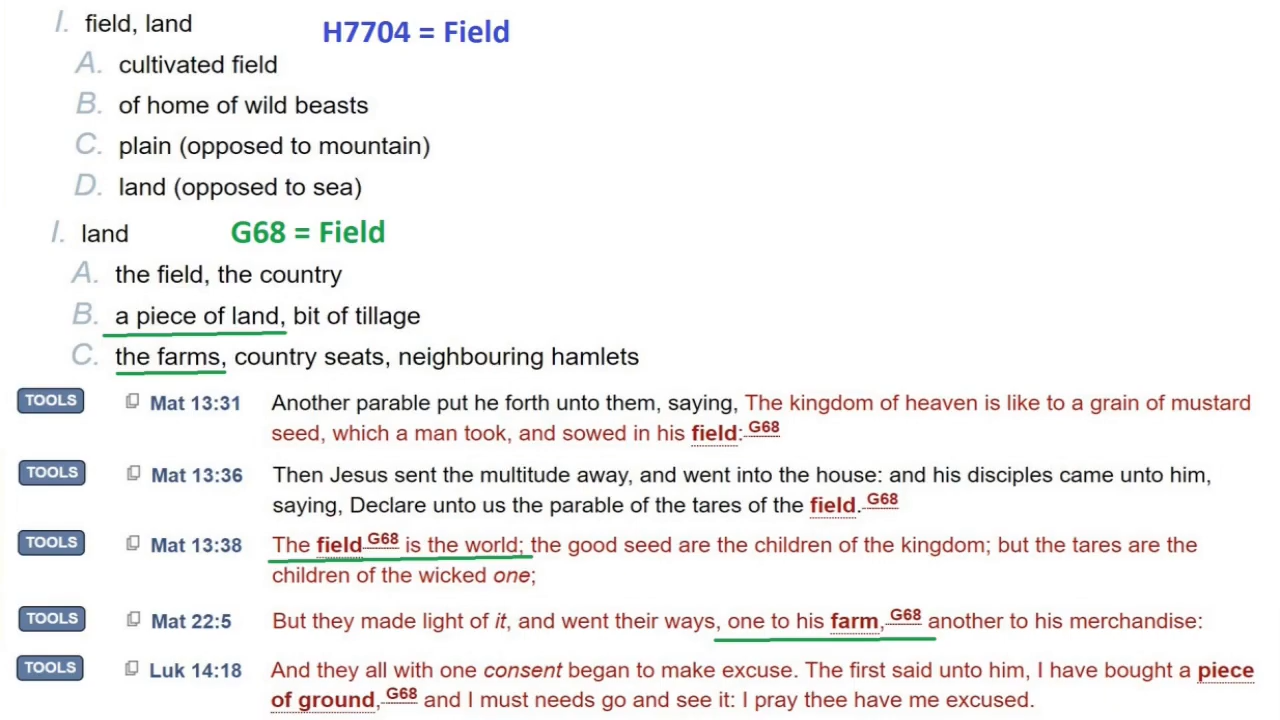 I. field, land
H7704 = Field
A. cultivated field
B. of home of wild beasts
C. plain (opposed to mountain)
D. land (opposed to sea)
I. land
G68 = Field
A. the field, the country
B. a piece of land, bit of tillage
C. the farms, country seats, neighbouring hamlets
TOOLS Mat 13:31 Another parable put he forth unto them, saying, The kingdom of heaven is like to a grain of mustard
seed, which a man took, and sowed in his field: G68
TOOLS Mat 13:36 Then Jesus sent the multitude away, and went into the house: and his disciples came unto him,
saying, Declare unto us the parable of the tares of the field. G68
TOOLS Mat 13:38 The field G68 is the world; the good seed are the children of the kingdom; but the tares are the
children of the wicked one;
TOOLS Mat 22:5 But they made light of it, and went their ways, one to his farm, G68 another to his merchandise:
TOOLS Luk 14:18 And they all with one consent began to make excuse. The first said unto him, I have bought a piece
of ground, G68 and I must needs go and see it: I pray thee have me excused.